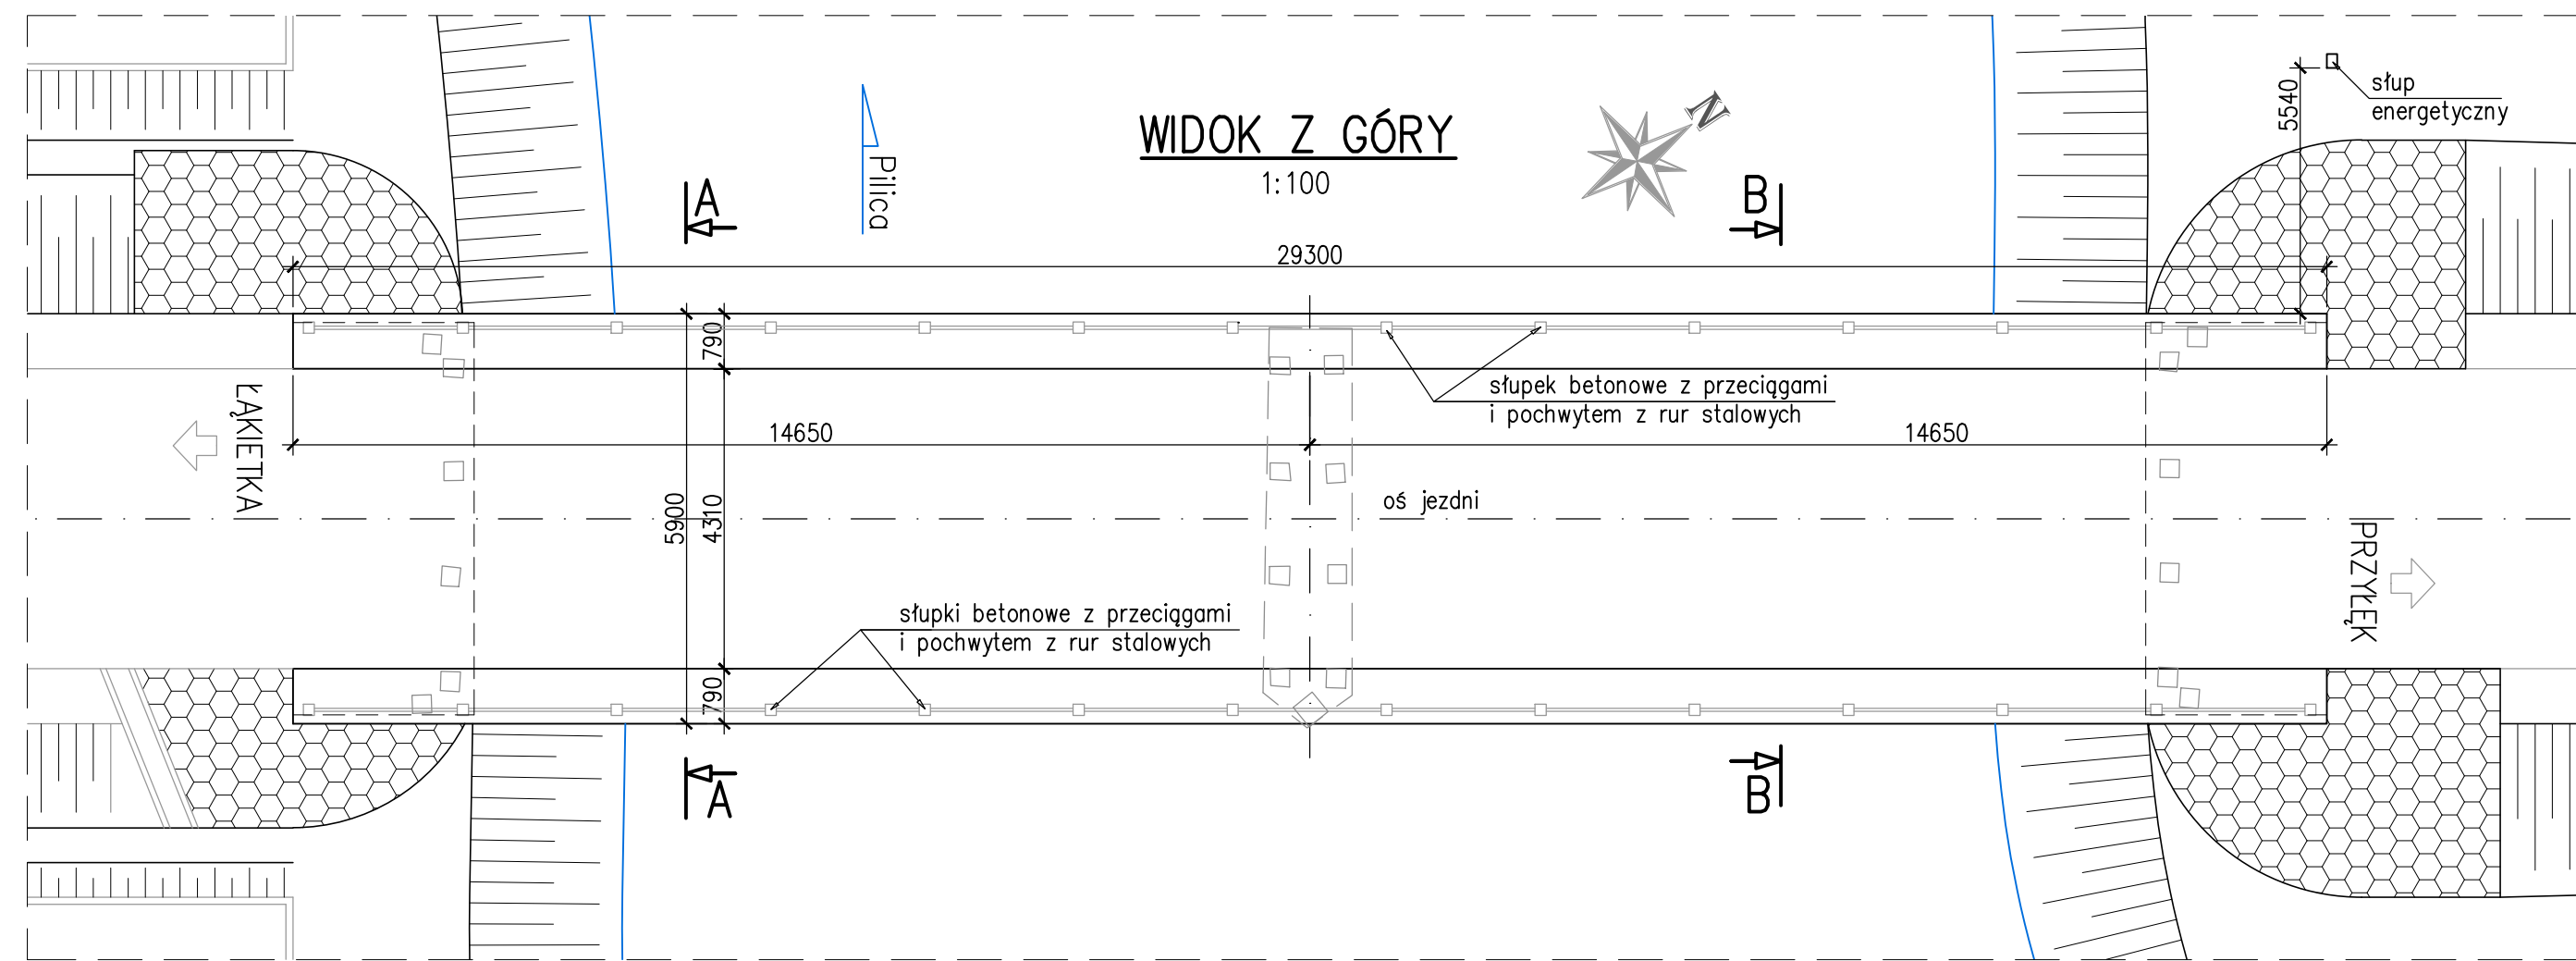 WIDOK Z GÓRY
1:100
N
słup
energetyczny
5540
Pilica
A
B
29300
790
słupek betonowe z przeciągami
i pochwytem z rur stalowych
ŁĄKIETKA
14650
14650
5900
4310
oś jezdni
PRZYŁĘK
słupki betonowe z przeciągami
i pochwytem z rur stalowych
790
A
B